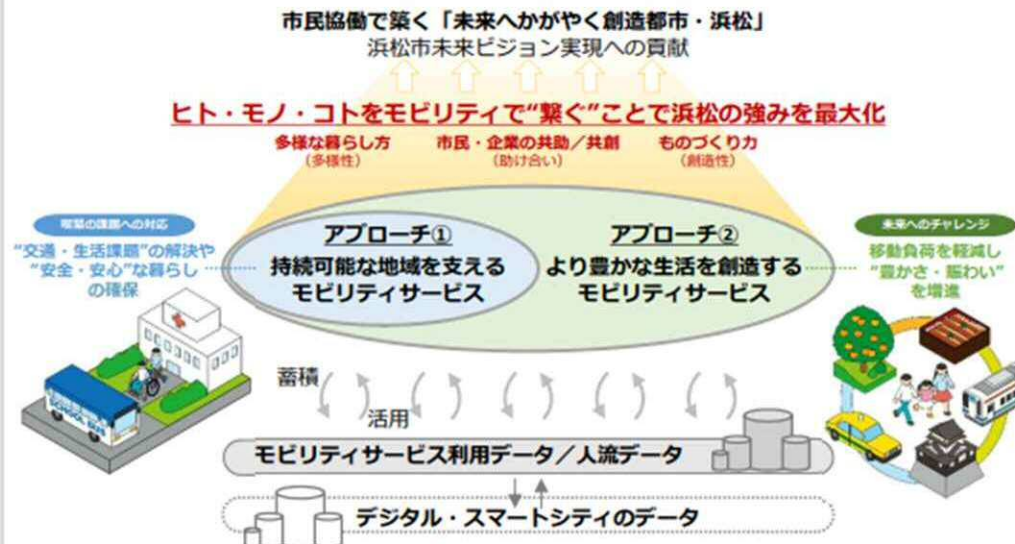 市民協働で築く「未来へかがやく創造都市・浜松」
浜松市未来ビジョン実現への貢献
ヒト・モノ・コトをモビリティで“繋ぐ”ことで浜松の強みを最大化
多様な暮らし方
(多様性)
市民・企業の共助/共創
(助け合い)
ものづくり力
(創造性)
喫緊の課題への対応
“交通・生活課題”の解決や
“安全・安心”な暮らし
の確保
アプローチ①
持続可能な地域を支える
モビリティサービス
アプローチ②
より豊かな生活を創造する
モビリティサービス
未来へのチャレンジ
移動負荷を軽減し
“豊かさ・賑わい”
を増進
SCHOOL BUS
蓄積
活用
モビリティサービス利用データ/人流データ
デジタル・スマートシティのデータ